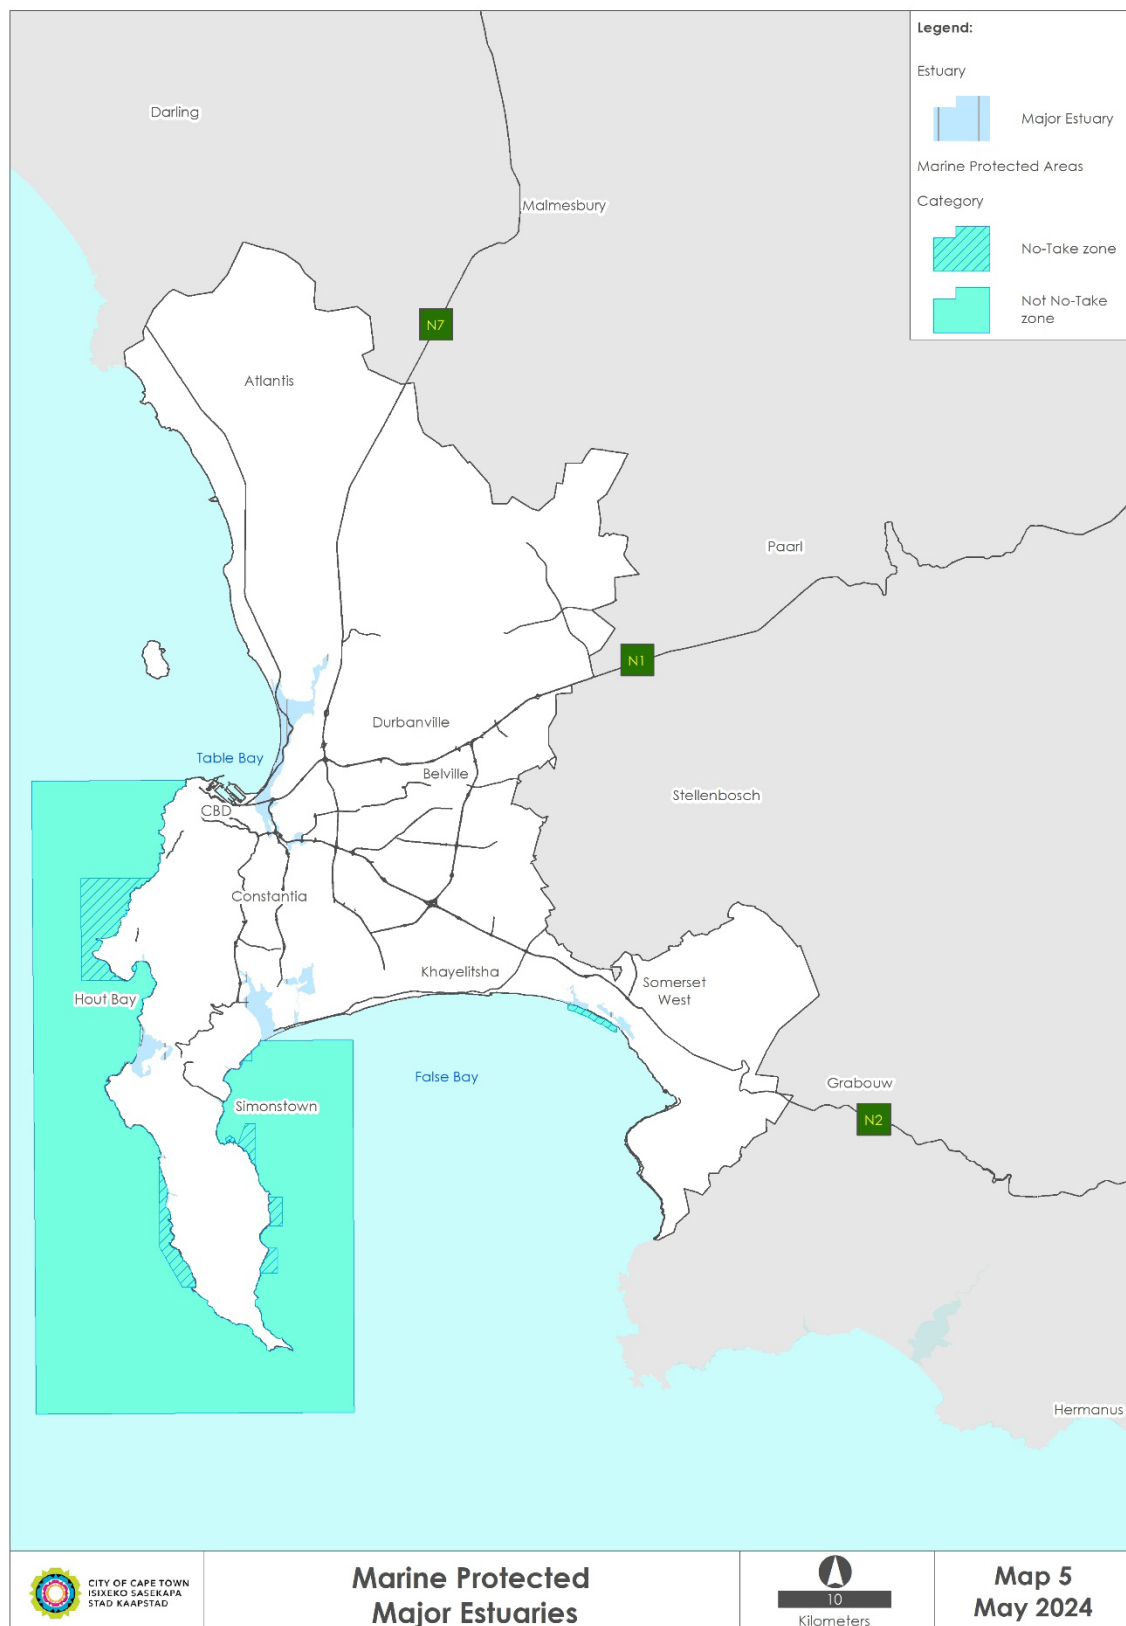 Legend:
Estuary
Major Estuary
Marine Protected Areas
Category
No-Take zone
Not No-Take
zone
Darling
Malmesbury
N7
Atlantis
Paarl
N1
Durbanville
Table Bay
Belville
CBD
Stellenbosch
Constantia
Khayelitsha
Somerset
West
Hout Bay
False Bay
Grabouw
Simonstown
N2
Hermanus
CITY OF CAPE TOWN
ISIXEKO SASEKAPA
STAD KAAPSTAD
Marine Protected
Major Estuaries
10
Kilometers
Map 5
May 2024